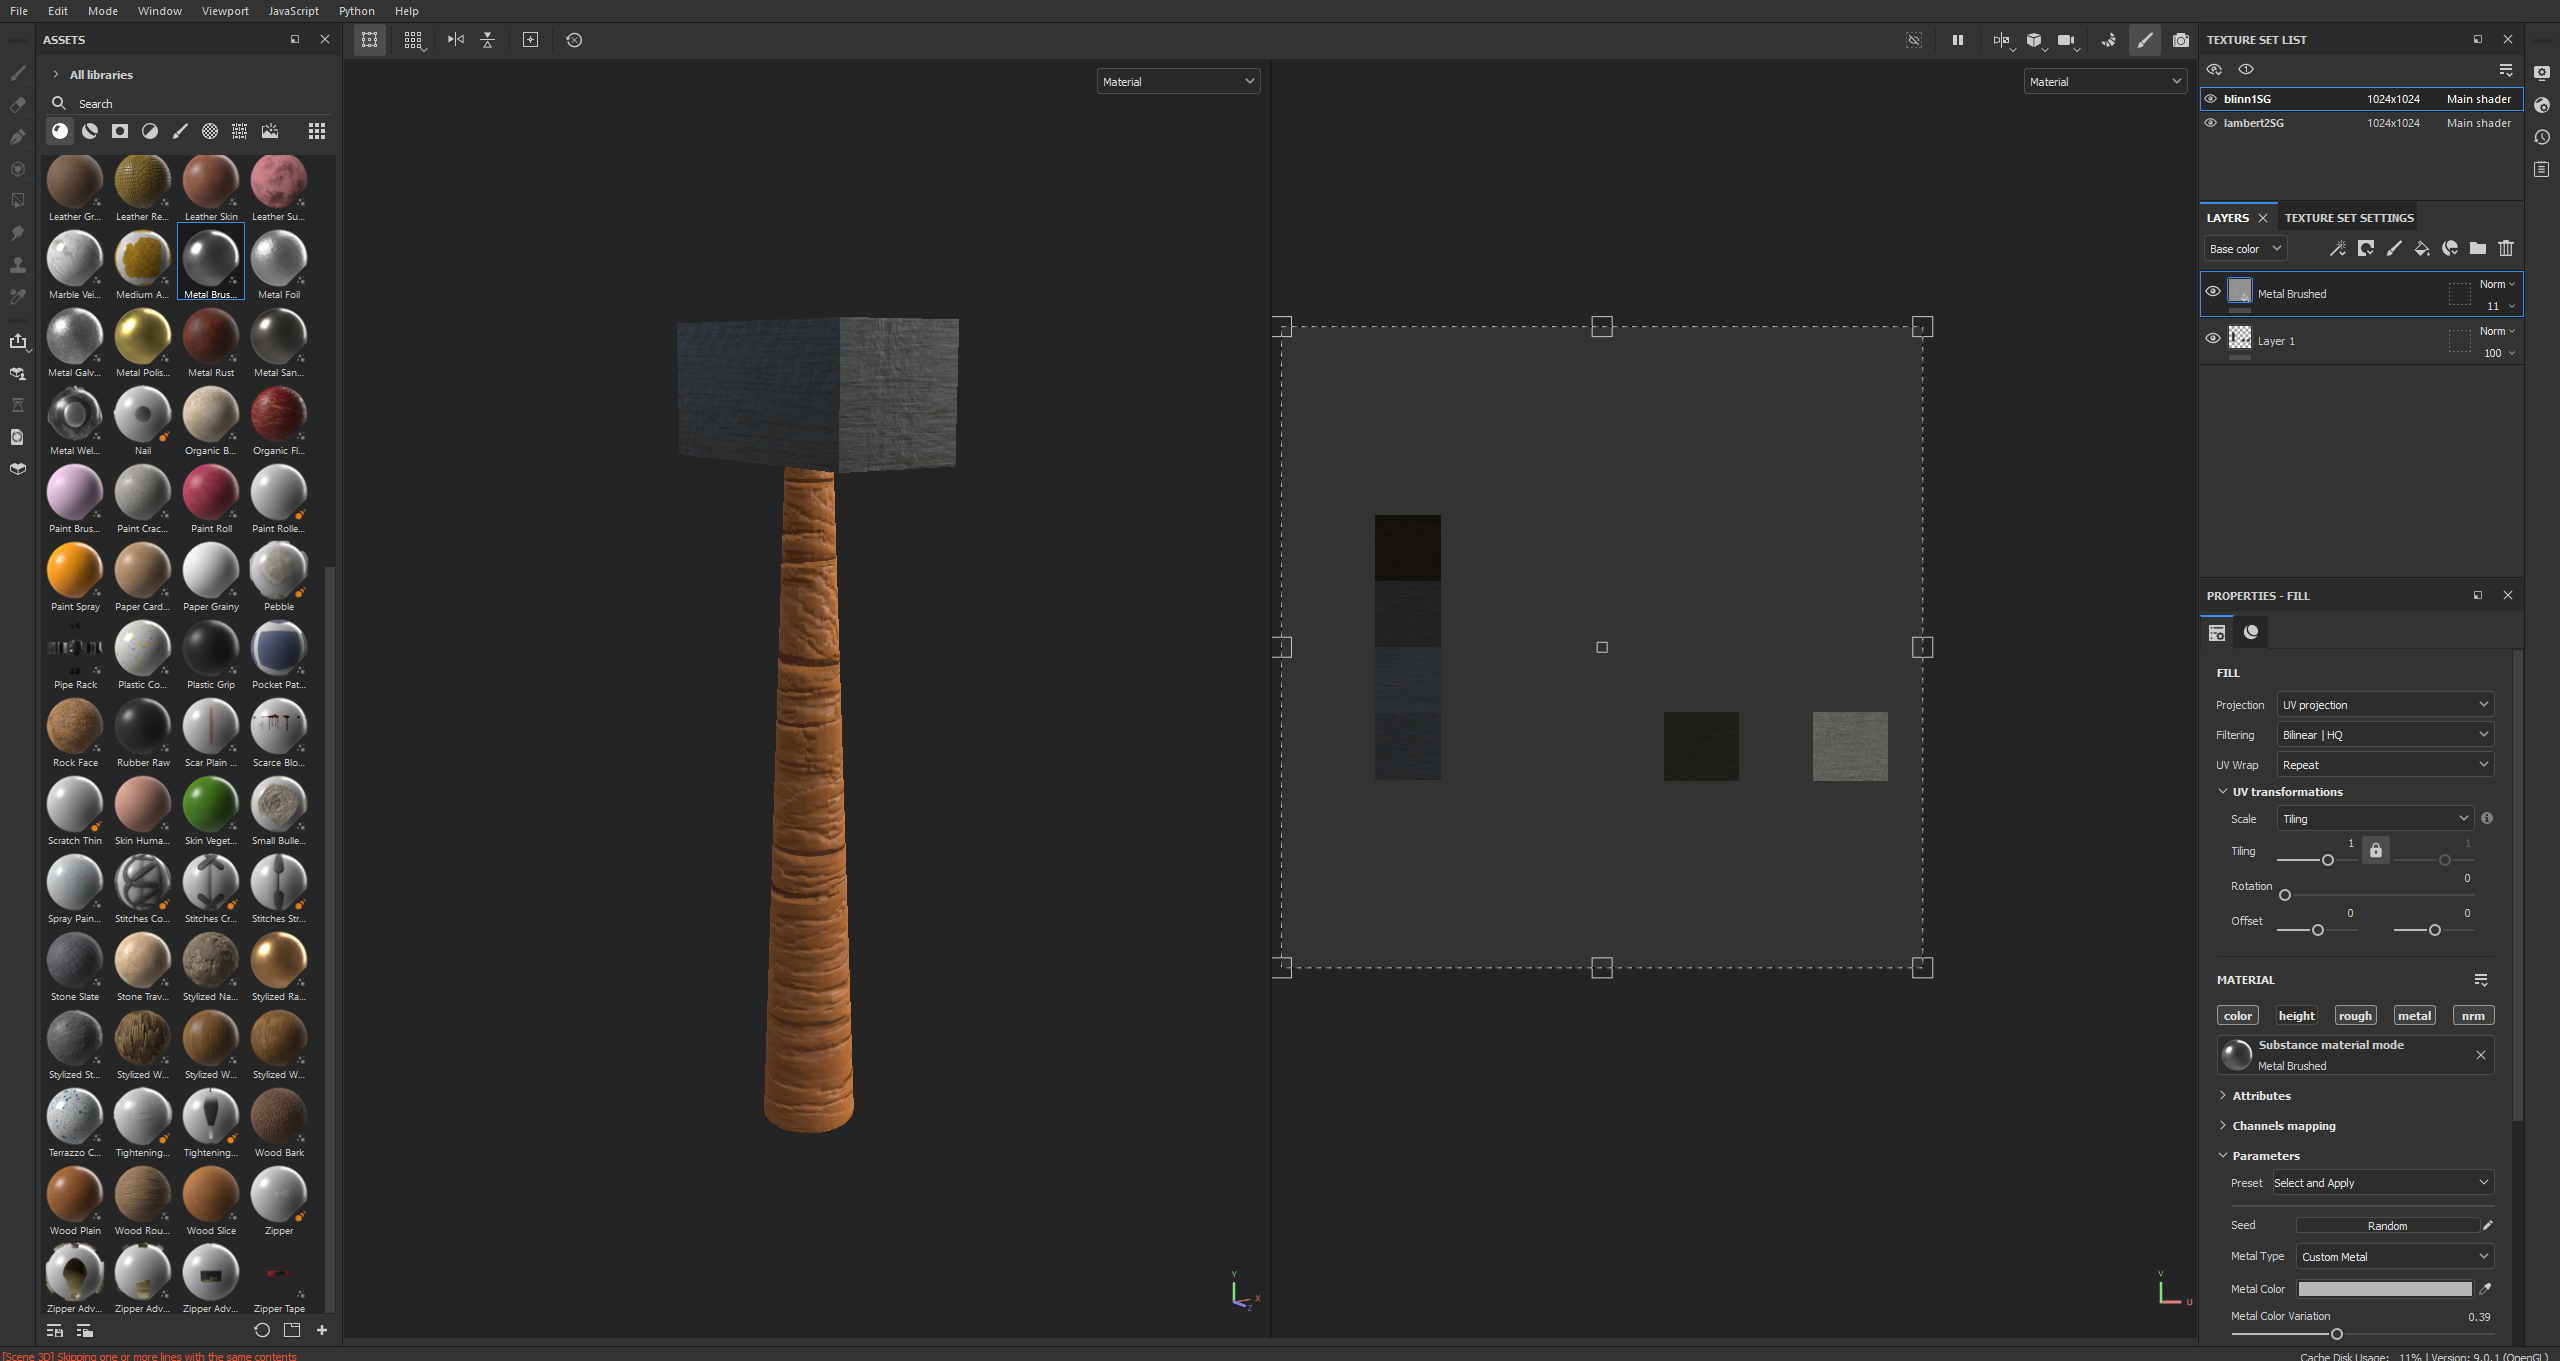 File Edit Mode Window Viewport JavaScript Python Help
ASSETS
All libraries
Search
Leather Gr... Leather Re... Leather Skin Leather Su...
Marble Vei... Medium A... Metal Brus... Metal Foil
Metal Galv... Metal Polis... Metal Rust Metal San...
Metal Wel... Nail Organic B... Organic Fl...
Paint Brus... Paint Crac... Paint Roll Paint Rolle...
Paint Spray Paper Card... Paper Grainy Pebble
Pipe Rack Plastic Co... Plastic Grip Pocket Pat...
Rock Face Rubber Raw Scar Plain ... Scarce Blo...
Scratch Thin Skin Huma... Skin Veget... Small Bulle...
Spray Pain... Stitches Co... Stitches Cr... Stitches Str...
Stone Slate Stone Trav... Stylized Na... Stylized Ra...
Stylized St... Stylized W... Stylized W... Stylized W...
Terrazzo C... Tightening... Tightening... Wood Bark
Wood Plain Wood Rou... Wood Slice Zipper
Zipper Adv... Zipper Adv... Zipper Adv... Zipper Tape
[Scene 3D] Skipping one or more lines with the same contents
Material
Y
X
Z
Material
V
U
TEXTURE SET LIST
blinn1SG 1024x1024 Main shader
lambert2SG 1024x1024 Main shader
LAYERS TEXTURE SET SETTINGS
Base color
Metal Brushed Norm
11
Layer 1 Norm
100
PROPERTIES - FILL
FILL
Projection UV projection
Filtering Bilinear | HQ
UV Wrap Repeat
UV transformations
Scale Tiling
Tiling 1 1
Rotation 0
Offset 0 0
MATERIAL
color height rough metal nrm
Substance material mode
Metal Brushed
Attributes
Channels mapping
Parameters
Preset Select and Apply
Seed Random
Metal Type Custom Metal
Metal Color
Metal Color Variation 0.39
Cache Disk Usage: 11% | Version: 9.0.1 (OpenGL)